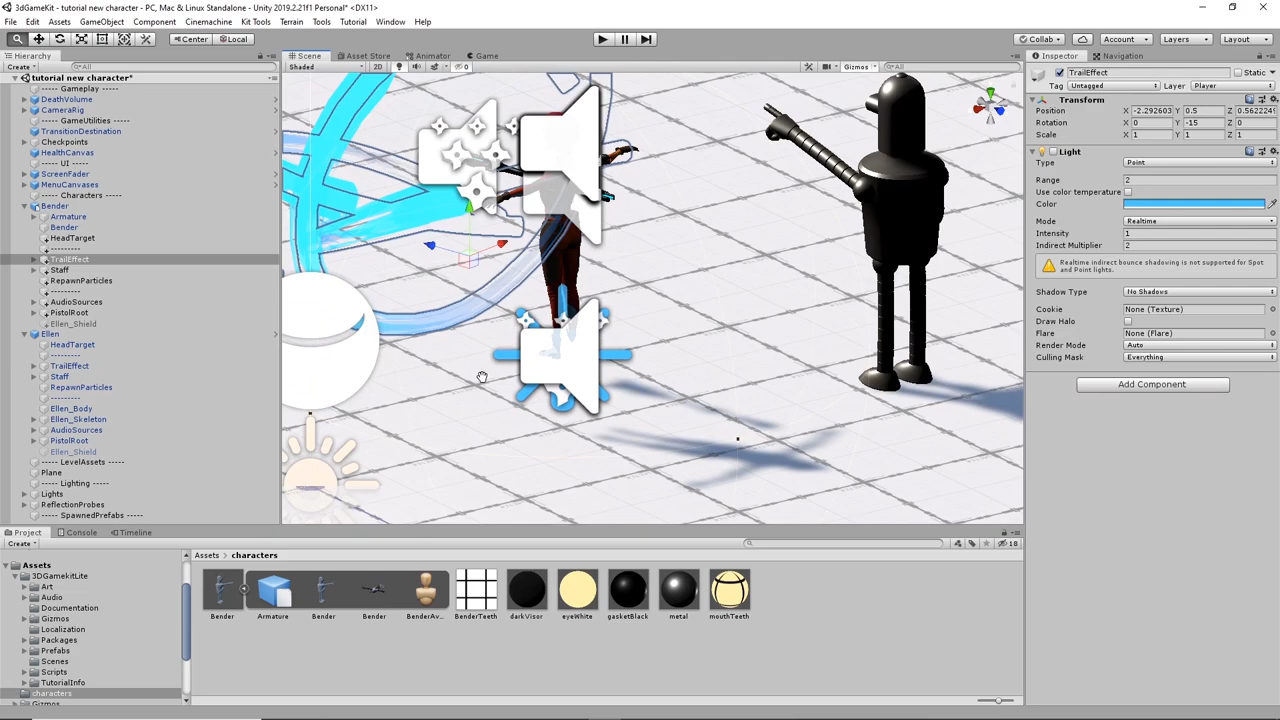 3dGameKit - tutorial new character - PC, Mac & Linux Standalone - Unity 2019.2.21f1 Personal* <DX11>
File Edit Assets GameObject Component Cinemachine Kit Tools Terrain Tools Tutorial Window Help
Center Local Collab Account Layers Layout
Hierarchy Scene Asset Store Animator Game Inspector Navigation
Create All Shaded 2D 0 Gizmos All
TrailEffect Static
Tag Untagged Layer Player
tutorial new character*
----- Gameplay -----
DeathVolume
CameraRig
----- GameUtilities -----
TransitionDestination
Checkpoints
HealthCanvas
----- UI -----
ScreenFader
MenuCanvases
----- Characters -----
Bender
Armature
Bender
HeadTarget
---------
TrailEffect
Staff
RepawnParticles
---------
AudioSources
PistolRoot
Ellen_Shield
Ellen
HeadTarget
---------
TrailEffect
Staff
RepawnParticles
---------
Ellen_Body
Ellen_Skeleton
AudioSources
PistolRoot
Ellen_Shield
----- LevelAssets -----
Plane
----- Lighting -----
Lights
ReflectionProbes
----- SpawnedPrefabs -----
Transform
Position X -2.292603 Y 0.5 Z 0.562224
Rotation X 0 Y -15 Z 0
Scale X 1 Y 1 Z 1
Light
Type Point
Range 2
Use color temperature
Color
Mode Realtime
Intensity 1
Indirect Multiplier 2
Realtime indirect bounce shadowing is not supported for Spot
and Point lights.
Shadow Type No Shadows
Cookie None (Texture)
Draw Halo
Flare None (Flare)
Render Mode Auto
Culling Mask Everything
Add Component
Project Console Timeline
Create 18
Assets
3DGamekitLite
Art
Audio
Documentation
Gizmos
Localization
Packages
Prefabs
Scenes
Scripts
TutorialInfo
characters
Gizmos
Assets > characters
Bender Armature Bender Bender BenderAv... BenderTeeth darkVisor eyeWhite gasketBlack metal mouthTeeth